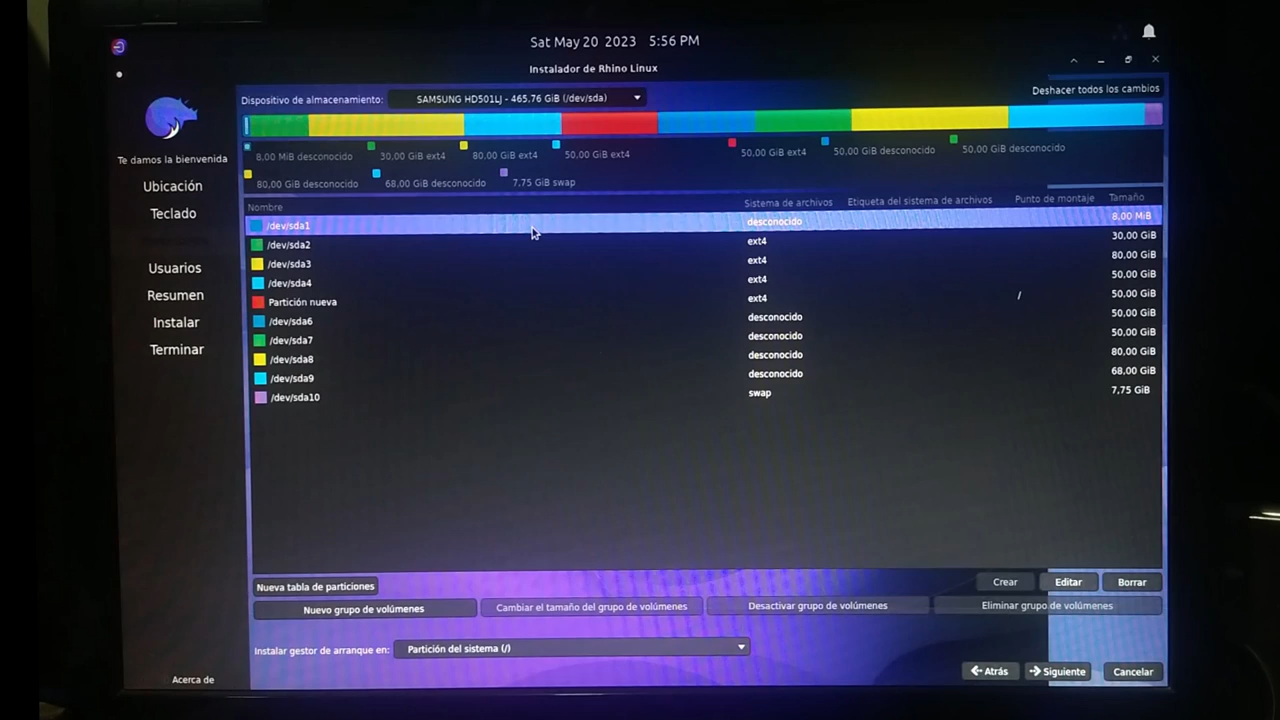 Sat May 20 2023 5:56 PM
Instalador de Rhino Linux
Dispositivo de almacenamiento: SAMSUNG HD501LJ - 465,76 GiB (/dev/sda) Deshacer todos los cambios
8,00 MiB desconocido 30,00 GiB ext4 80,00 GiB ext4 50,00 GiB ext4 50,00 GiB ext4 50,00 GiB desconocido 50,00 GiB desconocido
80,00 GiB desconocido 68,00 GiB desconocido 7,75 GiB swap
Te damos la bienvenida
Ubicación
Teclado
Usuarios
Resumen
Instalar
Terminar
Acerca de
Nombre Sistema de archivos Etiqueta del sistema de archivos Punto de montaje Tamaño
/dev/sda1 desconocido 8,00 MiB
/dev/sda2 ext4 30,00 GiB
/dev/sda3 ext4 80,00 GiB
/dev/sda4 ext4 50,00 GiB
Partición nueva ext4 / 50,00 GiB
/dev/sda6 desconocido 50,00 GiB
/dev/sda7 desconocido 50,00 GiB
/dev/sda8 desconocido 80,00 GiB
/dev/sda9 desconocido 68,00 GiB
/dev/sda10 swap 7,75 GiB
Nueva tabla de particiones Crear Editar Borrar
Nuevo grupo de volúmenes Cambiar el tamaño del grupo de volúmenes Desactivar grupo de volúmenes Eliminar grupo de volúmenes
Instalar gestor de arranque en: Partición del sistema (/)
Atrás Siguiente Cancelar